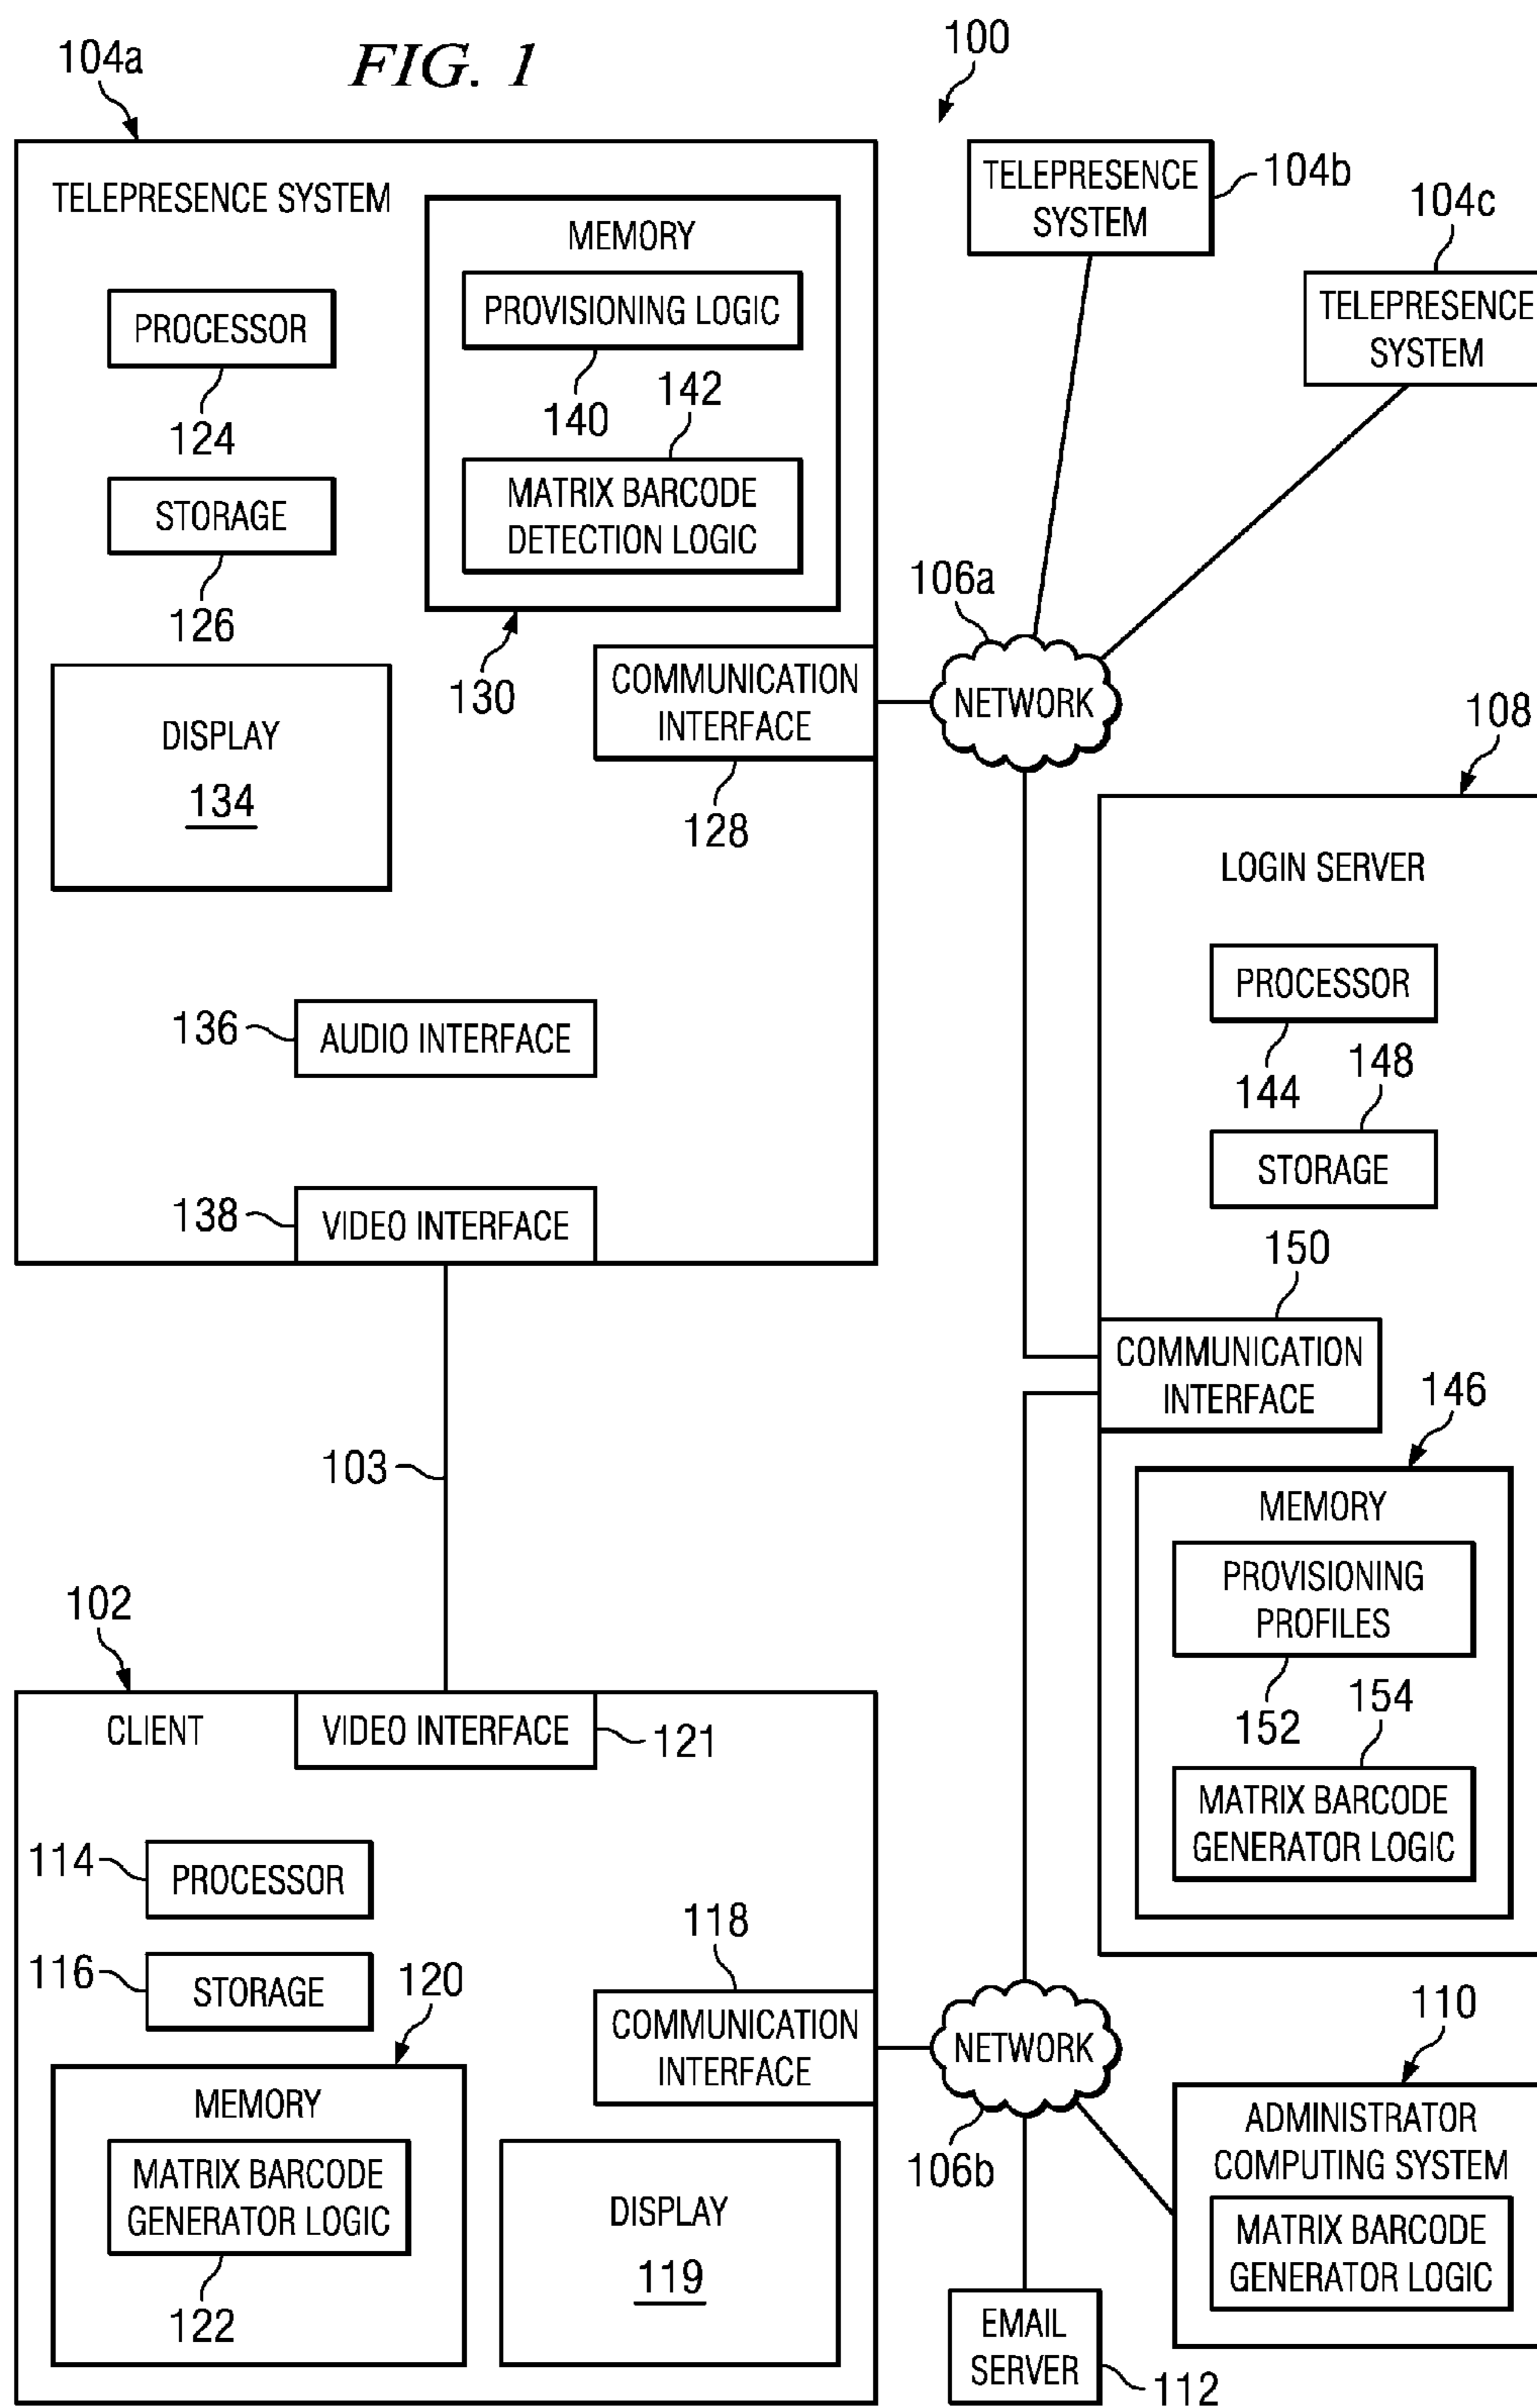 FIG. 1
100
104a
TELEPRESENCE SYSTEM
PROCESSOR
124
STORAGE
126
MEMORY
PROVISIONING LOGIC
140
142
MATRIX BARCODE
DETECTION LOGIC
130
DISPLAY
134
COMMUNICATION
INTERFACE
128
136
AUDIO INTERFACE
138
VIDEO INTERFACE
TELEPRESENCE
SYSTEM
104b
104c
TELEPRESENCE
SYSTEM
106a
NETWORK
108
LOGIN SERVER
PROCESSOR
144
148
STORAGE
150
COMMUNICATION
INTERFACE
146
MEMORY
PROVISIONING
PROFILES
152
154
MATRIX BARCODE
GENERATOR LOGIC
103
102
CLIENT
VIDEO INTERFACE
121
114
PROCESSOR
116
STORAGE
120
MEMORY
MATRIX BARCODE
GENERATOR LOGIC
122
118
COMMUNICATION
INTERFACE
DISPLAY
119
NETWORK
106b
110
ADMINISTRATOR
COMPUTING SYSTEM
MATRIX BARCODE
GENERATOR LOGIC
EMAIL
SERVER
112